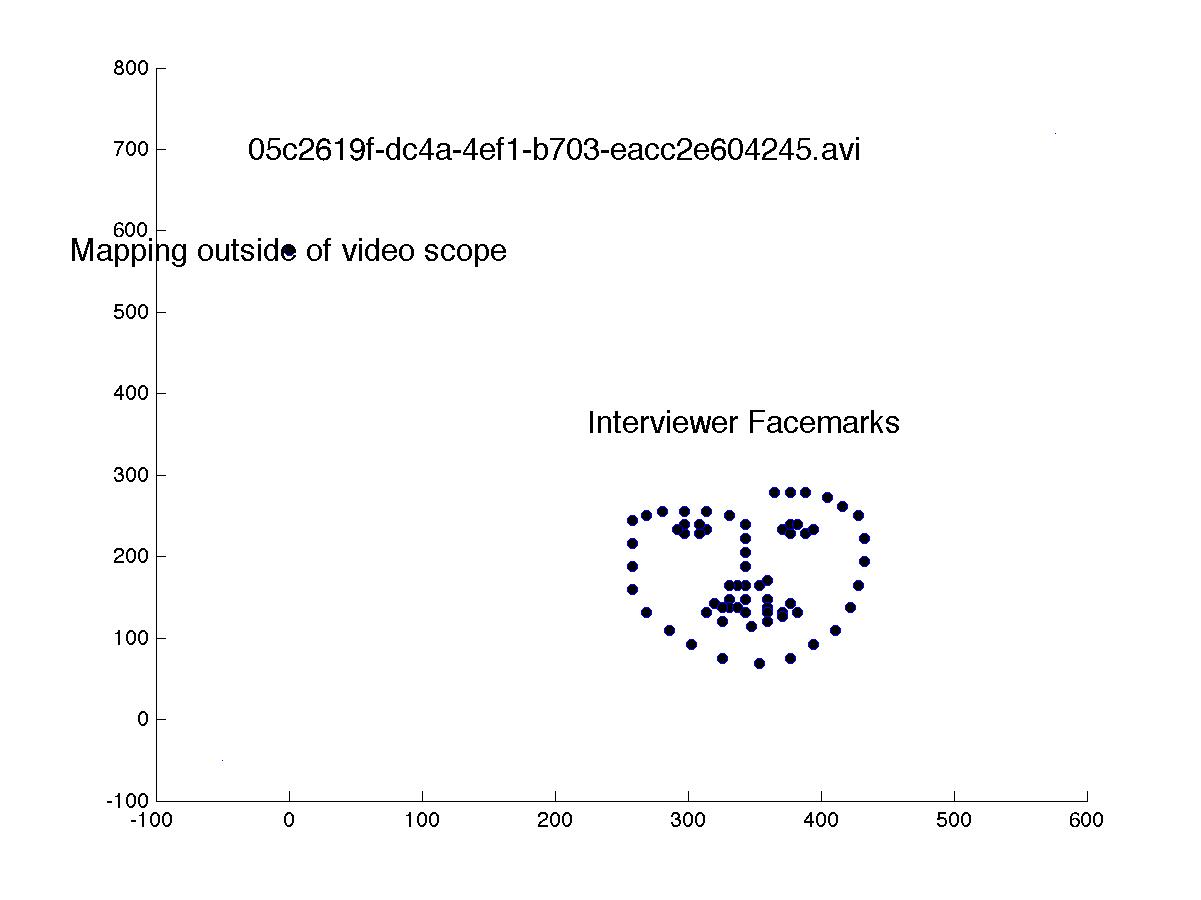 800
700
05c2619f-dc4a-4ef1-b703-eacc2e604245.avi
600
Mapping outside of video scope
500
400
Interviewer Facemarks
300
200
100
0
-100
-100 0 100 200 300 400 500 600